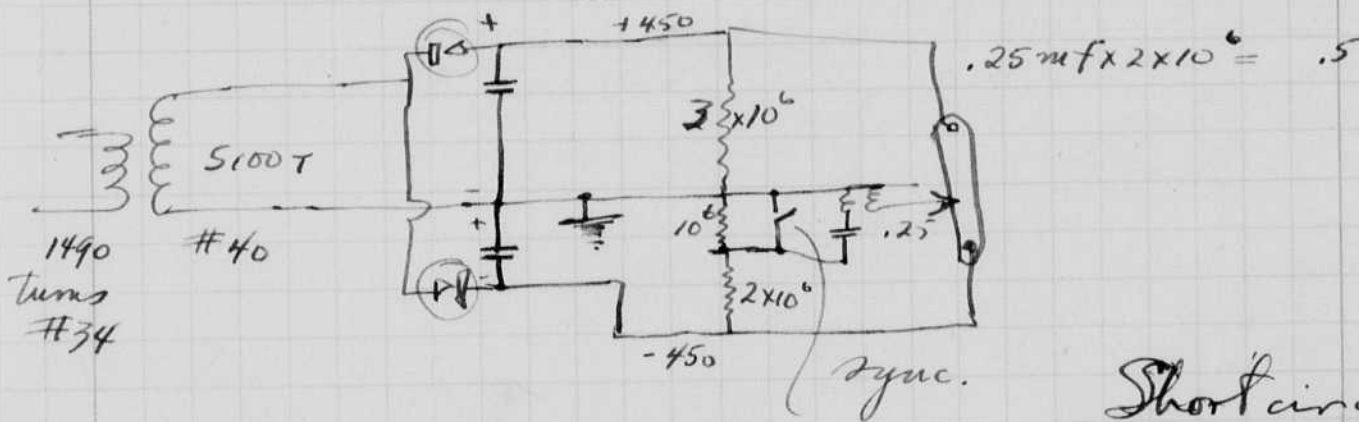 + +450
.25 mf x 2 x 10⁶ = .5
3 x 10⁶
5100 T
-
+
10⁶
.25
1490
#40
turns
#34
-
2 x 10⁶
-450
sync.
Short